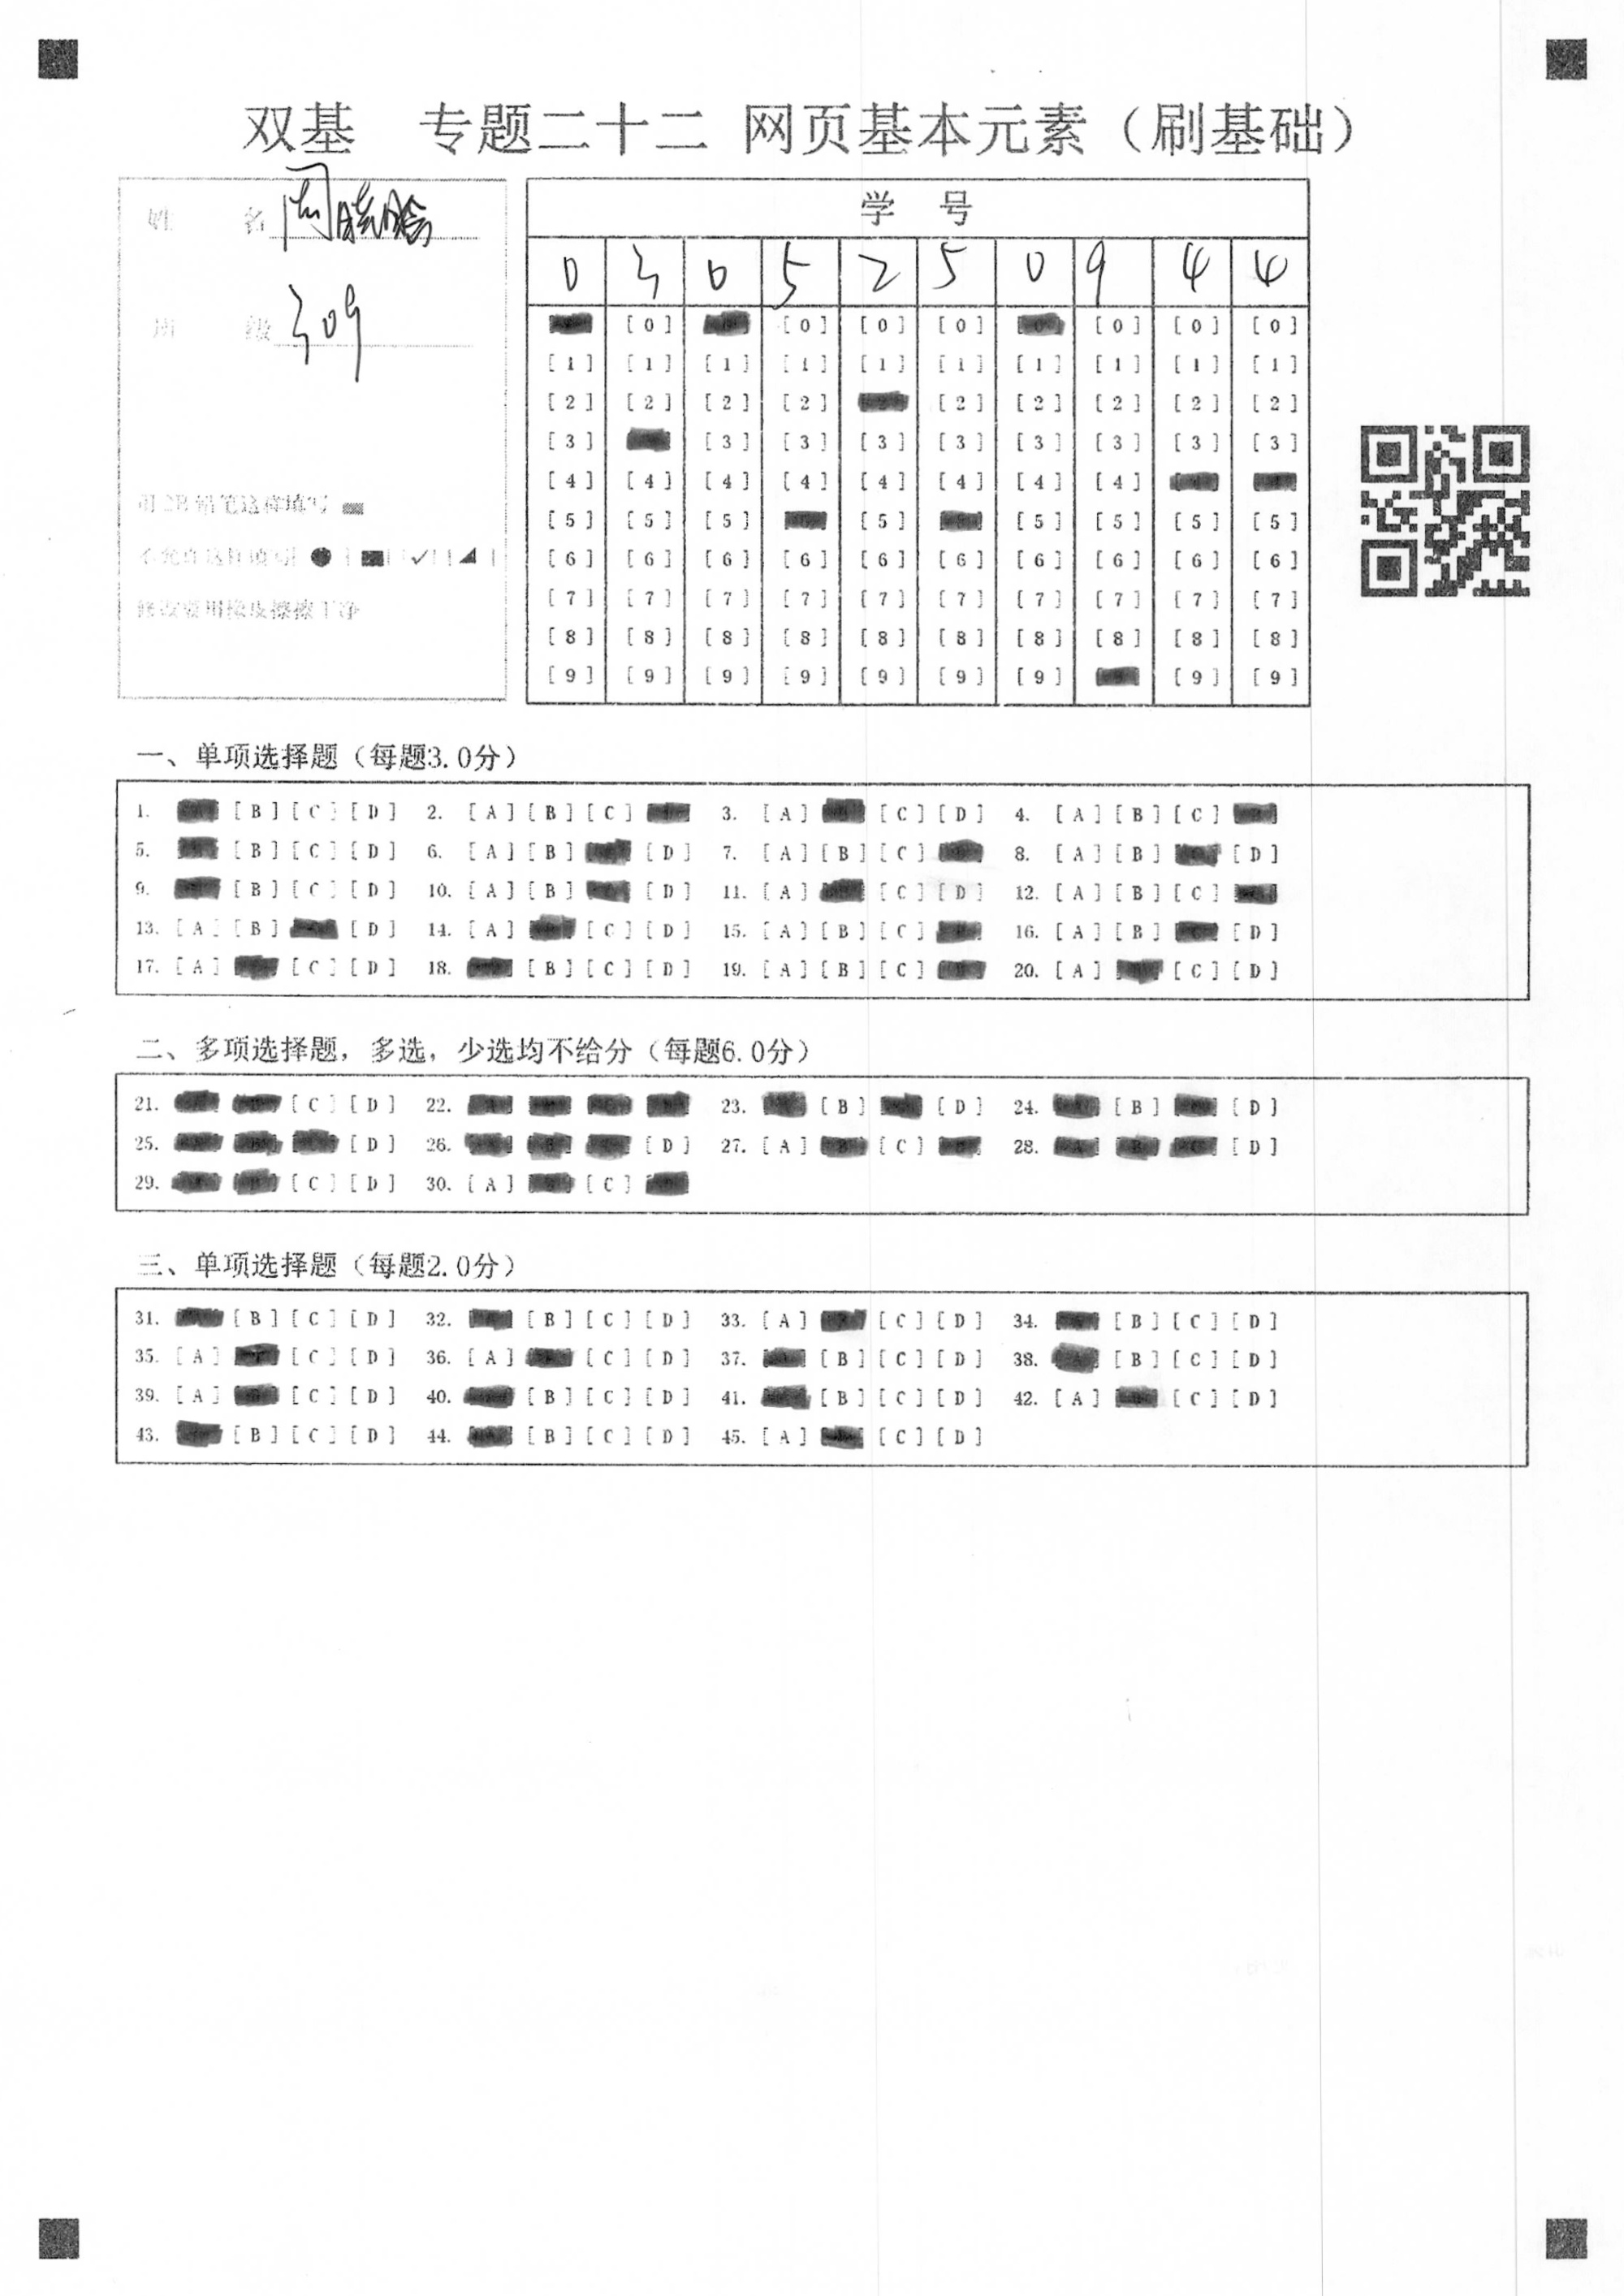 双基 专题二十二 网页基本元素（刷基础）
姓 名
班 级 309
用2B铅笔这种填写
修改要用橡皮擦擦干净
学 号
0 3 0 5 2 5 0 9 4 4
[0] [0] [0] [0] [0] [0] [0]
[1] [1] [1] [1] [1] [1] [1] [1] [1] [1]
[2] [2] [2] [2] [2] [2] [2] [2] [2]
[3] [3] [3] [3] [3] [3] [3] [3] [3]
[4] [4] [4] [4] [4] [4] [4] [4]
[5] [5] [5] [5] [5] [5] [5] [5]
[6] [6] [6] [6] [6] [6] [6] [6] [6] [6]
[7] [7] [7] [7] [7] [7] [7] [7] [7] [7]
[8] [8] [8] [8] [8] [8] [8] [8] [8] [8]
[9] [9] [9] [9] [9] [9] [9] [9] [9]
一、单项选择题（每题3.0分）
1. [B] [C] [D] 2. [A] [B] [C] 3. [A] [C] [D] 4. [A] [B] [C]
5. [B] [C] [D] 6. [A] [B] [D] 7. [A] [B] [C] 8. [A] [B] [D]
9. [B] [C] [D] 10. [A] [B] [D] 11. [A] [C] [D] 12. [A] [B] [C]
13. [A] [B] [D] 14. [A] [C] [D] 15. [A] [B] [C] 16. [A] [B] [D]
17. [A] [C] [D] 18. [B] [C] [D] 19. [A] [B] [C] 20. [A] [C] [D]
二、多项选择题，多选，少选均不给分（每题6.0分）
21. [C] [D] 22. 23. [B] [D] 24. [B] [D]
25. [D] 26. [D] 27. [A] [C] 28. [D]
29. [C] [D] 30. [A] [C]
三、单项选择题（每题2.0分）
31. [B] [C] [D] 32. [B] [C] [D] 33. [A] [C] [D] 34. [B] [C] [D]
35. [A] [C] [D] 36. [A] [C] [D] 37. [B] [C] [D] 38. [B] [C] [D]
39. [A] [C] [D] 40. [B] [C] [D] 41. [B] [C] [D] 42. [A] [C] [D]
43. [B] [C] [D] 44. [B] [C] [D] 45. [A] [C] [D]